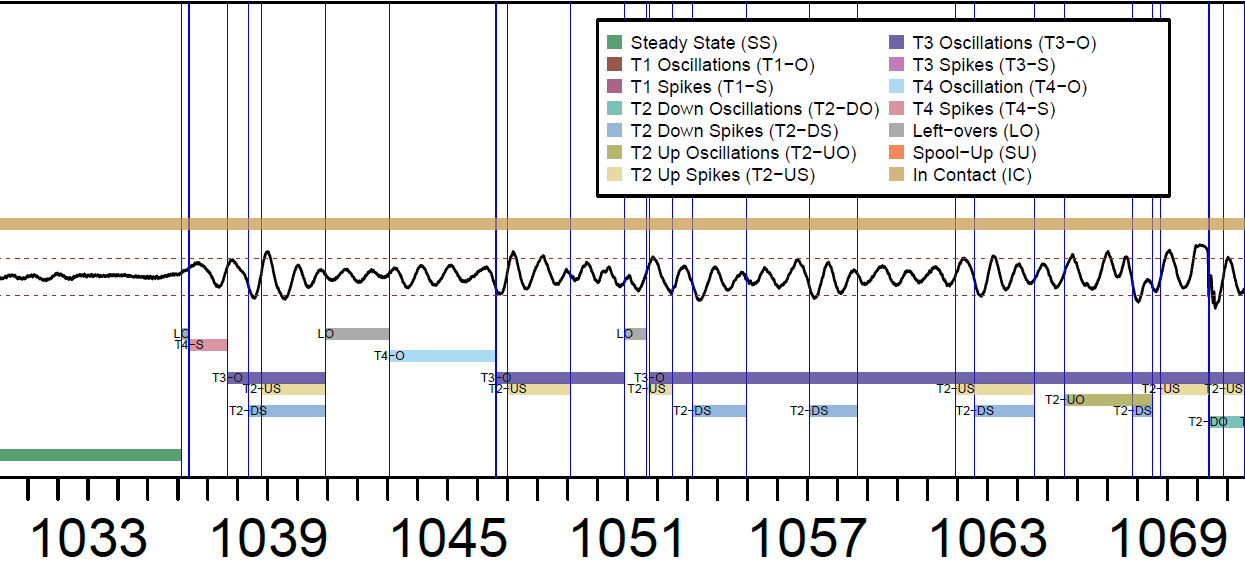 Steady State (SS)
T1 Oscillations (T1−O)
T1 Spikes (T1−S)
T2 Down Oscillations (T2−DO)
T2 Down Spikes (T2−DS)
T2 Up Oscillations (T2−UO)
T2 Up Spikes (T2−US)
T3 Oscillations (T3−O)
T3 Spikes (T3−S)
T4 Oscillation (T4−O)
T4 Spikes (T4−S)
Left−overs (LO)
Spool−Up (SU)
In Contact (IC)
LO LO LO
T4−S
T4−O
T3−O T3−O T3−O
T2−US T2−US T2−US T2−US T2−US T2−US
T2−UO
T2−DS T2−DS T2−DS T2−DS T2−DS
T2−DO
1033 1039 1045 1051 1057 1063 1069